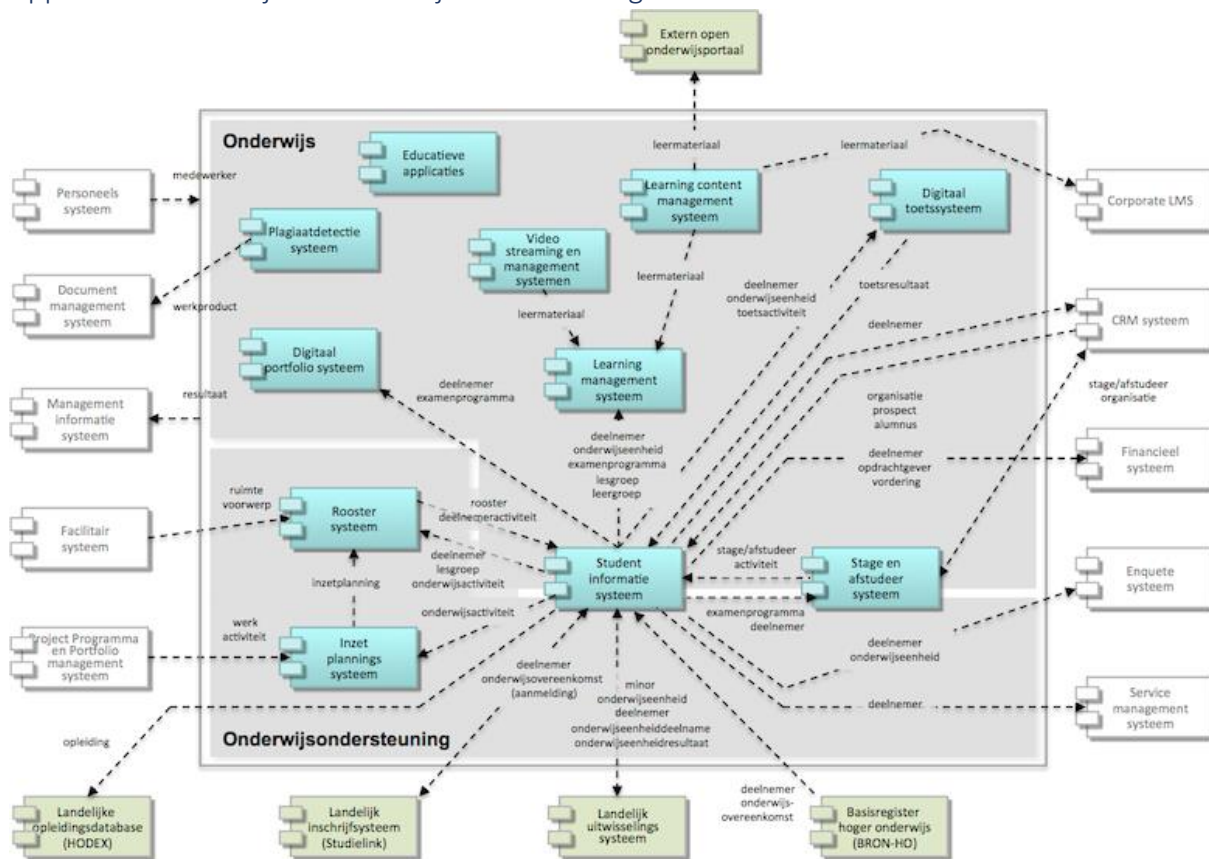 Extern open
onderwijsportaal
Onderwijs
Educatieve
applicaties
leermateriaal
leermateriaal
Personeels
systeem
medewerker
Learning content
management
systeem
Digitaal
toetssysteem
Corporate LMS
Plagiaatdetectie
systeem
Video
streaming en
management
systemen
Document
management
systeem
werkproduct
leermateriaal
deelnemer
onderwijseenheid
toetsactiviteit
toetsresultaat
leermateriaal
deelnemer
CRM systeem
Digitaal
portfolio systeem
Learning
management
systeem
deelnemer
examenprogramma
stage/afstudeer
organisatie
Management
informatie
systeem
resultaat
organisatie
prospect
alumnus
deelnemer
onderwijseenheid
examenprogramma
lesgroep
leergroep
deelnemer
opdrachtgever
vordering
Financieel
systeem
ruimte
voorwerp
Rooster
systeem
rooster
deelnemeractiviteit
Facilitair
systeem
deelnemer
lesgroep
onderwijsactiviteit
Student
informatie
systeem
stage/afstudeer
activiteit
Stage en
afstudeer
systeem
Enquete
systeem
inzetplanning
onderwijsactiviteit
examenprogramma
deelnemer
werk
activiteit
Project Programma
en Portfolio
management
systeem
Inzet
plannings
systeem
deelnemer
onderwijseenheid
deelnemer
onderwijsovereenkomst
(aanmelding)
minor
onderwijseenheid
deelnemer
onderwijseenheiddeelname
onderwijseenheidresultaat
deelnemer
Service
management
systeem
opleiding
Onderwijsondersteuning
deelnemer
onderwijs-
overeenkomst
Landelijke
opleidingsdatabase
(HODEX)
Landelijk
inschrijfsysteem
(Studielink)
Landelijk
uitwisselings
systeem
Basisregister
hoger onderwijs
(BRON-HO)